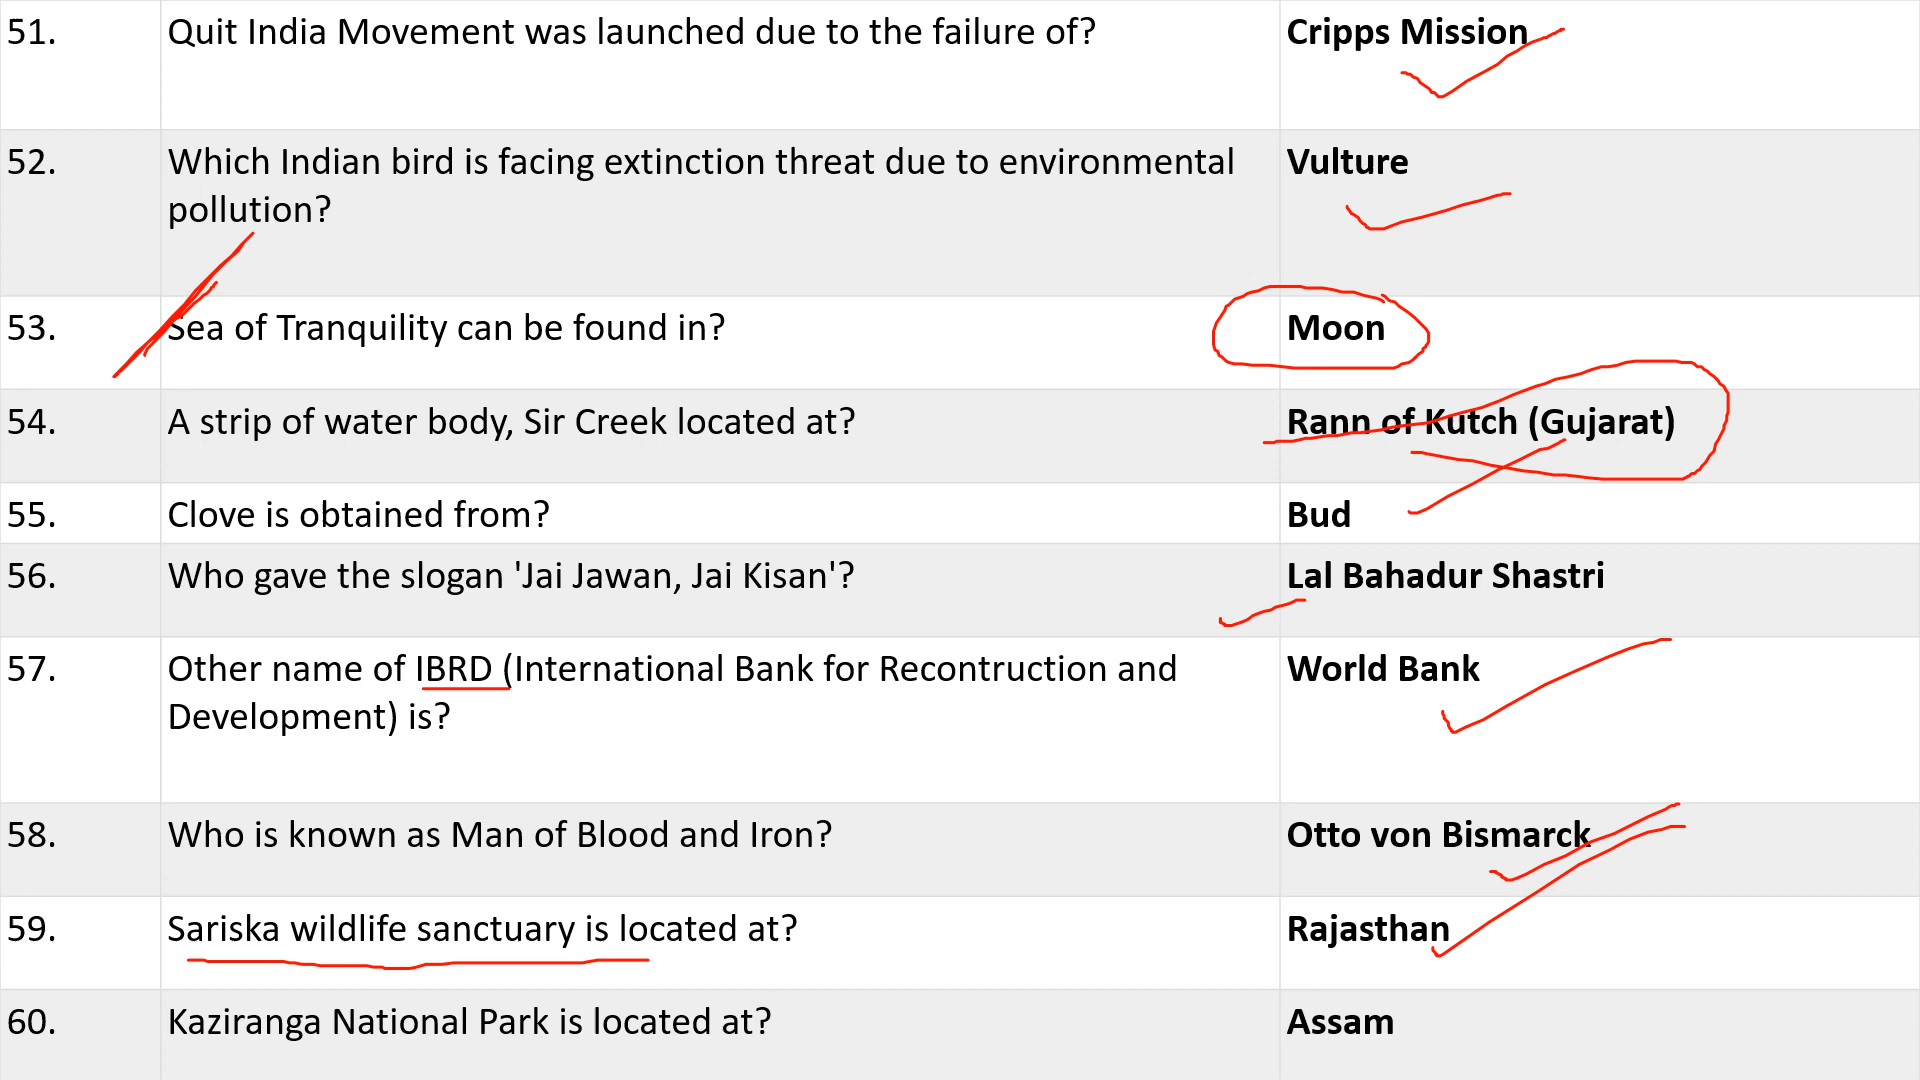 51. Quit India Movement was launched due to the failure of? Cripps Mission
52. Which Indian bird is facing extinction threat due to environmental Vulture
pollution?
53. Sea of Tranquility can be found in? Moon
54. A strip of water body, Sir Creek located at? Rann of Kutch (Gujarat)
55. Clove is obtained from? Bud
56. Who gave the slogan 'Jai Jawan, Jai Kisan'? Lal Bahadur Shastri
57. Other name of IBRD (International Bank for Recontruction and World Bank
Development) is?
58. Who is known as Man of Blood and Iron? Otto von Bismarck
59. Sariska wildlife sanctuary is located at? Rajasthan
60. Kaziranga National Park is located at? Assam